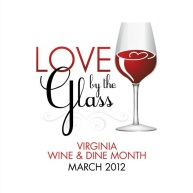 LOVE
by the
Glass
VIRGINIA
WINE & DINE MONTH
MARCH 2012